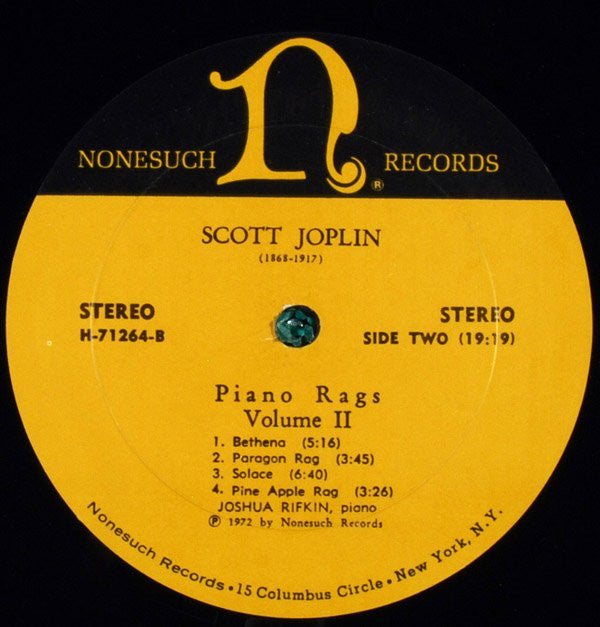 n
NONESUCH RECORDS
®
SCOTT JOPLIN
(1868-1917)
STEREO
H-71264-B
STEREO
SIDE TWO (19:19)
Piano Rags
Volume II
1. Bethena (5:16)
2. Paragon Rag (3:45)
3. Solace (6:40)
4. Pine Apple Rag (3:26)
JOSHUA RIFKIN, piano
℗ 1972 by Nonesuch Records
Nonesuch Records • 15 Columbus Circle • New York, N.Y.